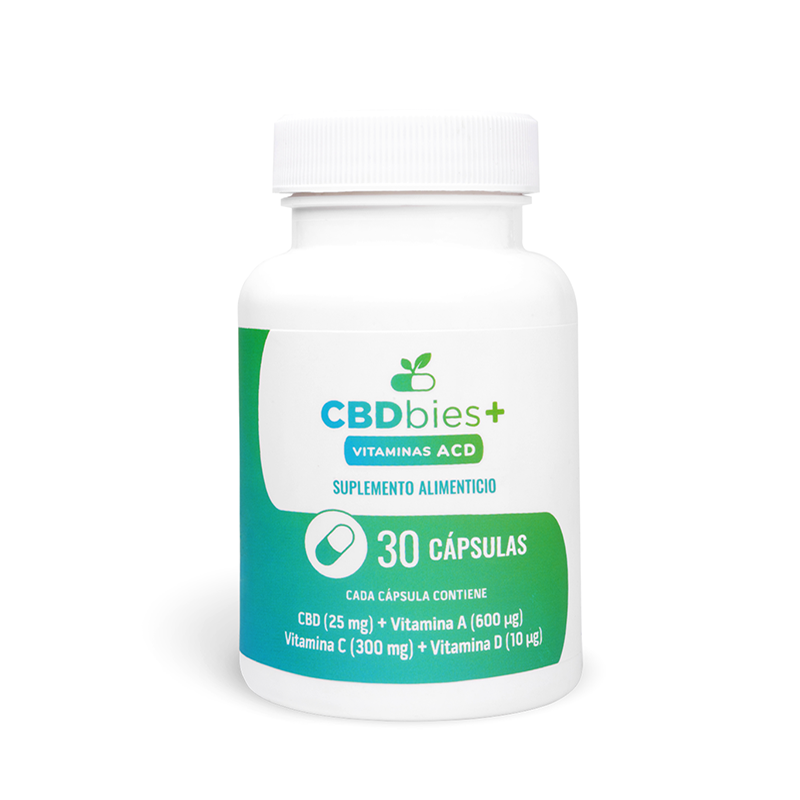 CBDbies+
VITAMINAS ACD
SUPLEMENTO ALIMENTICIO
30 CÁPSULAS
CADA CÁPSULA CONTIENE
CBD (25 mg) + Vitamina A (600 µg)
Vitamina C (300 mg) + Vitamina D (10 µg)